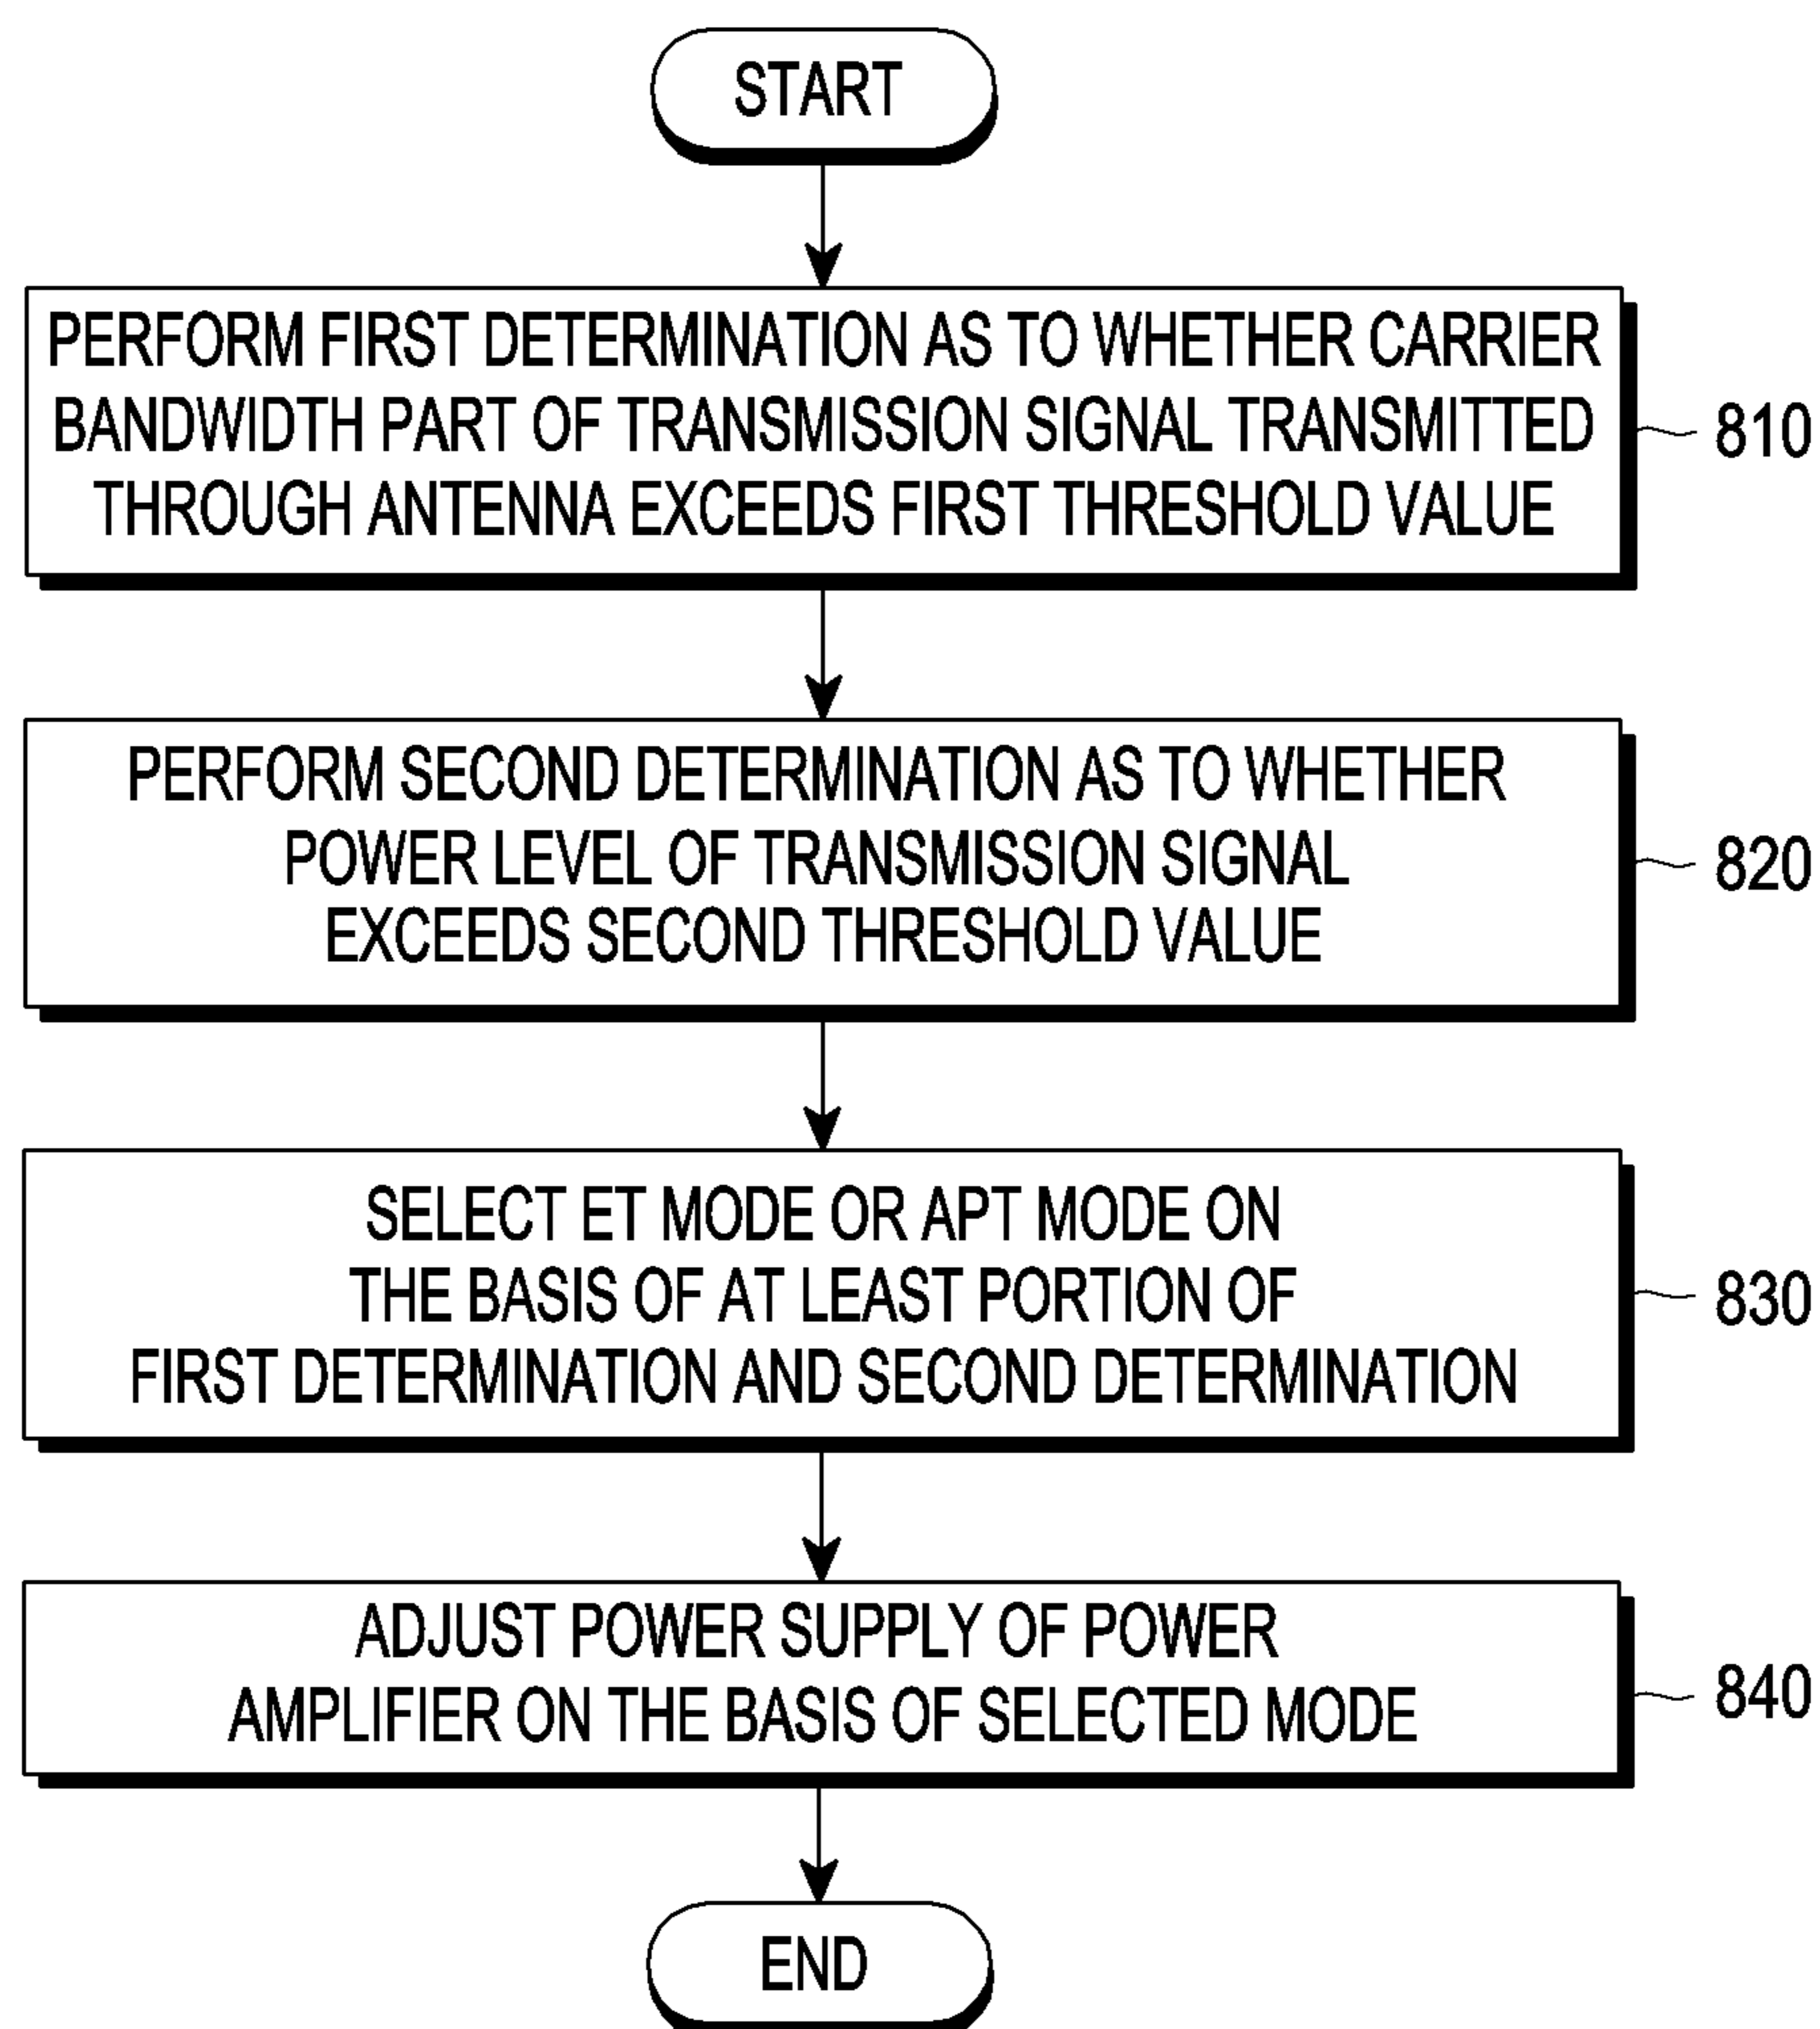 START
PERFORM FIRST DETERMINATION AS TO WHETHER CARRIER
BANDWIDTH PART OF TRANSMISSION SIGNAL TRANSMITTED
THROUGH ANTENNA EXCEEDS FIRST THRESHOLD VALUE
810
PERFORM SECOND DETERMINATION AS TO WHETHER
POWER LEVEL OF TRANSMISSION SIGNAL
EXCEEDS SECOND THRESHOLD VALUE
820
SELECT ET MODE OR APT MODE ON
THE BASIS OF AT LEAST PORTION OF
FIRST DETERMINATION AND SECOND DETERMINATION
830
ADJUST POWER SUPPLY OF POWER
AMPLIFIER ON THE BASIS OF SELECTED MODE
840
END